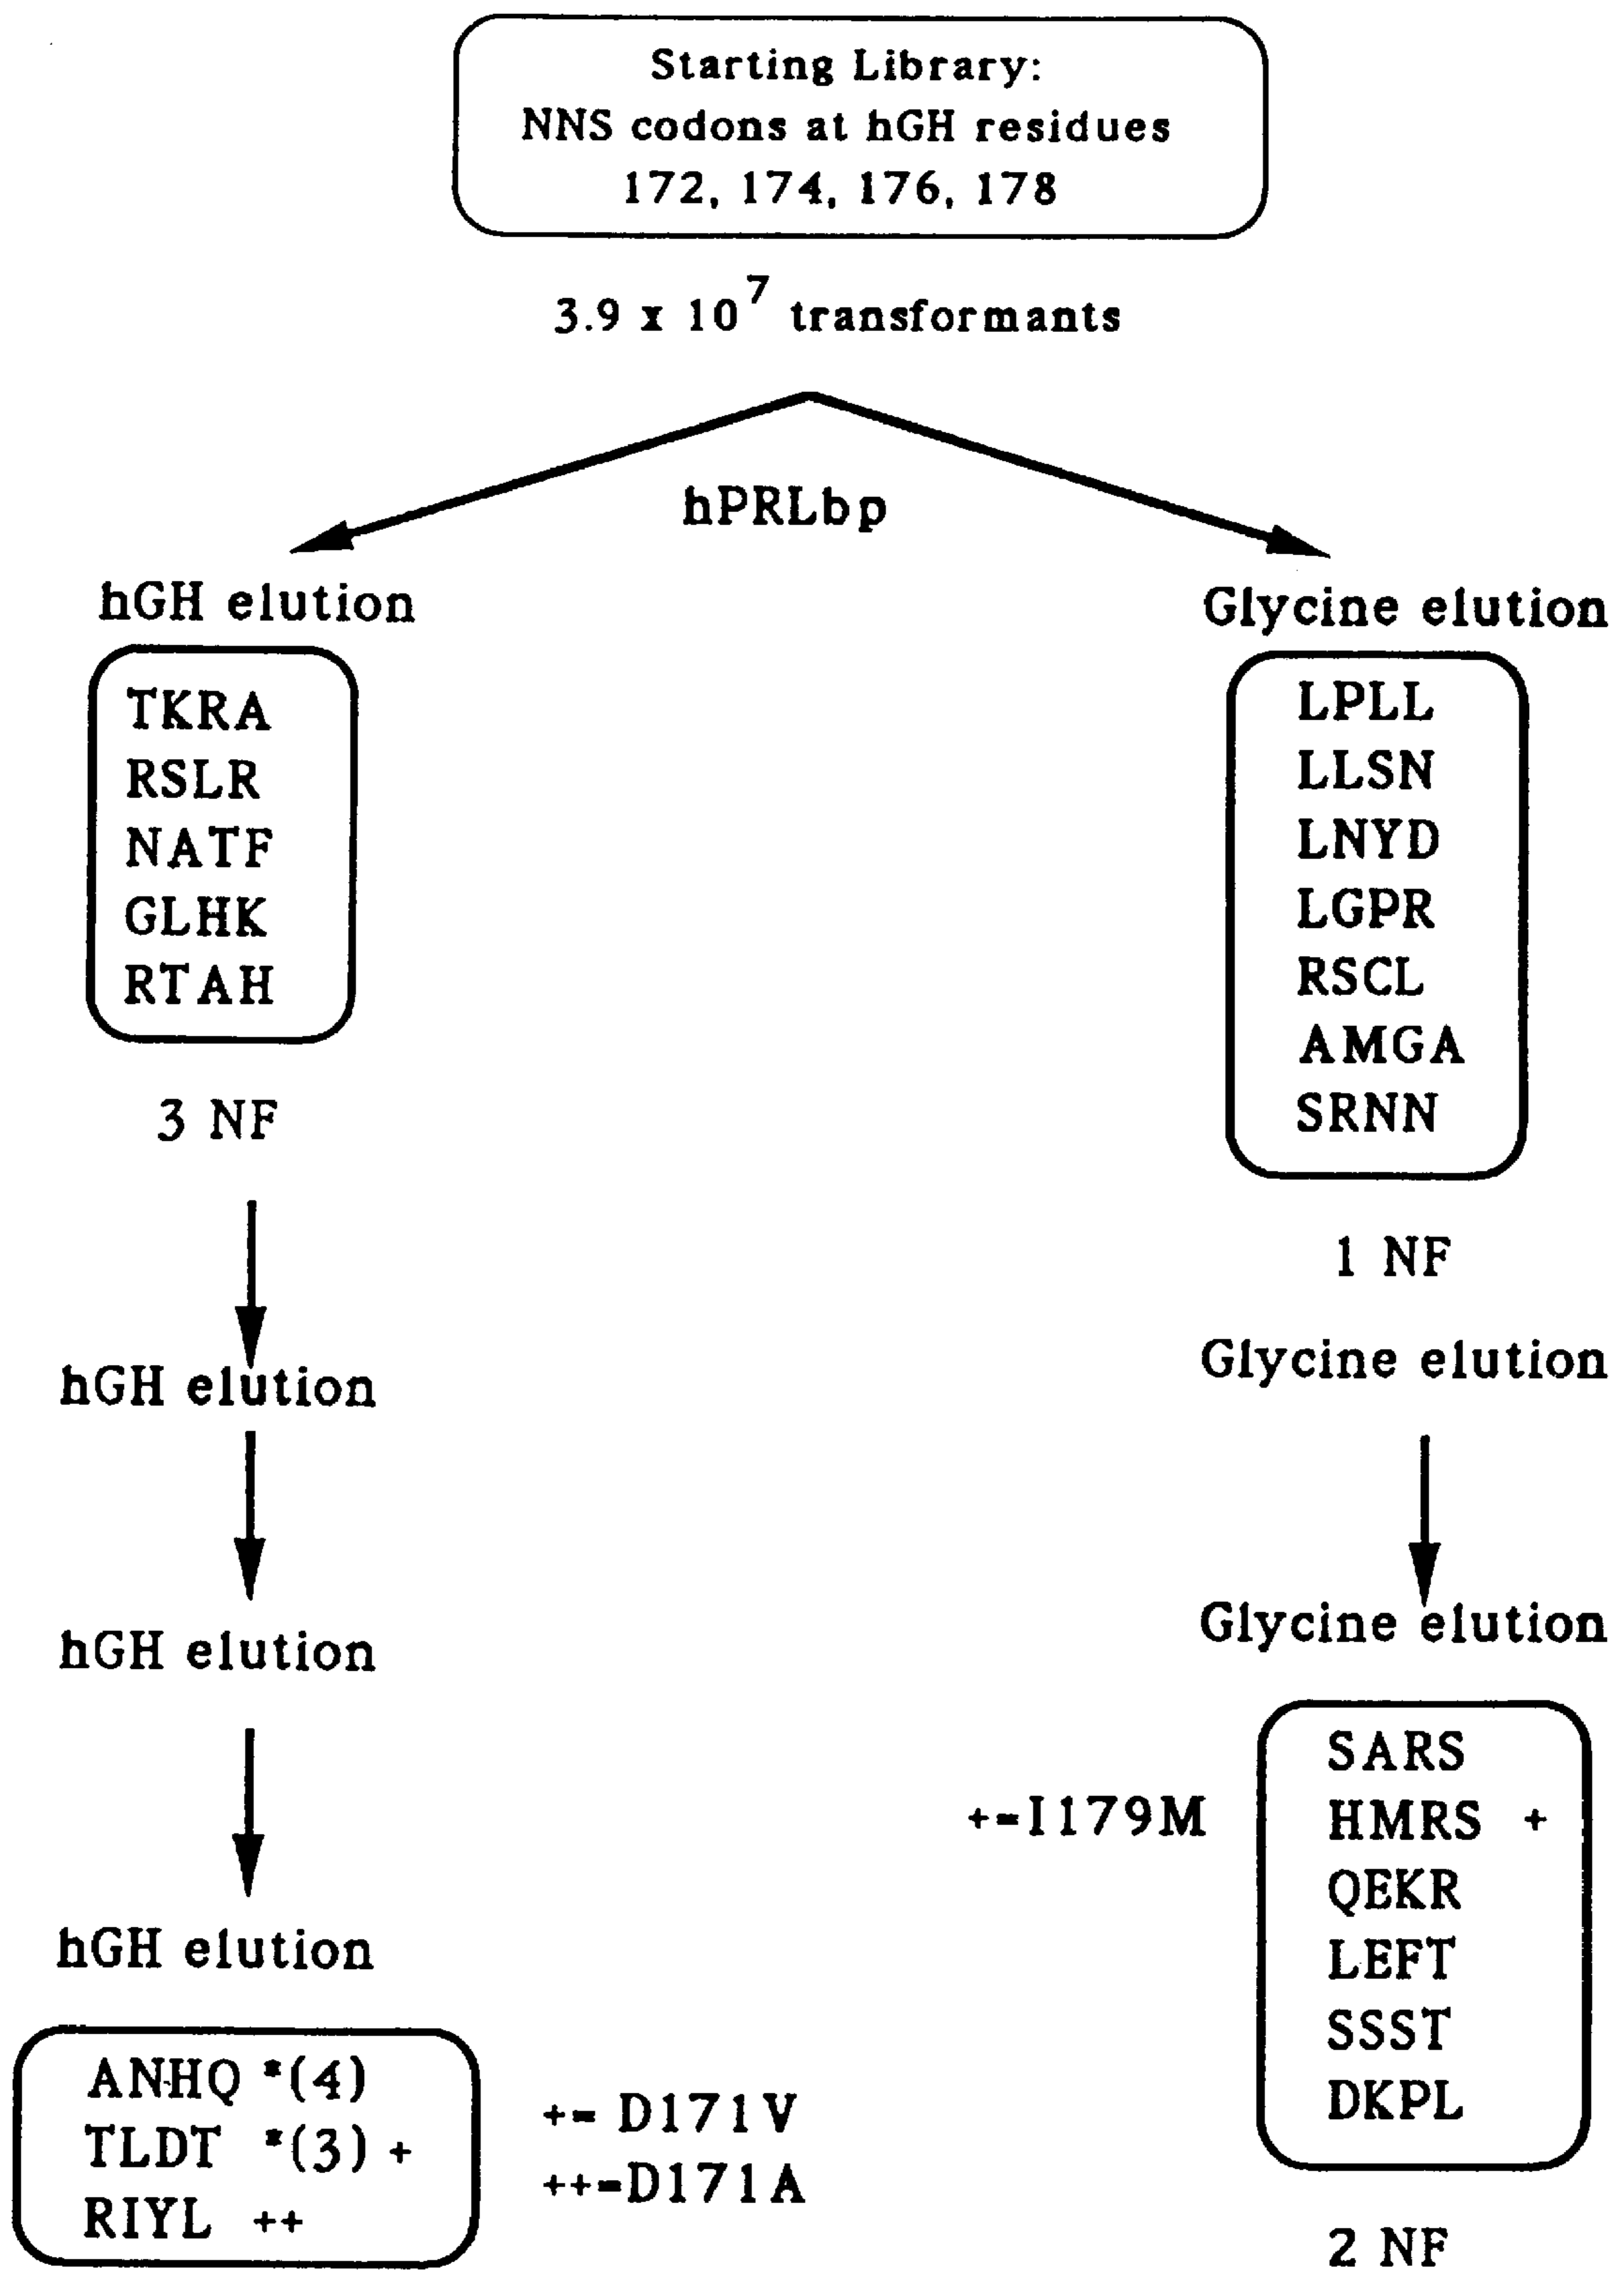 Starting Library:
NNS codons at hGH residues
172, 174, 176, 178
3.9 x 10^7 transformants
hPRLbp
hGH elution
TKRA
RSLR
NATF
GLHK
RTAH
3 NF
hGH elution
hGH elution
hGH elution
ANHQ *(4)
TLDT *(3) +
RIYL ++
+= D171V
++=D171A
Glycine elution
LPLL
LLSN
LNYD
LGPR
RSCL
AMGA
SRNN
1 NF
Glycine elution
Glycine elution
+=I179M
SARS
HMRS +
QEKR
LEFT
SSST
DKPL
2 NF